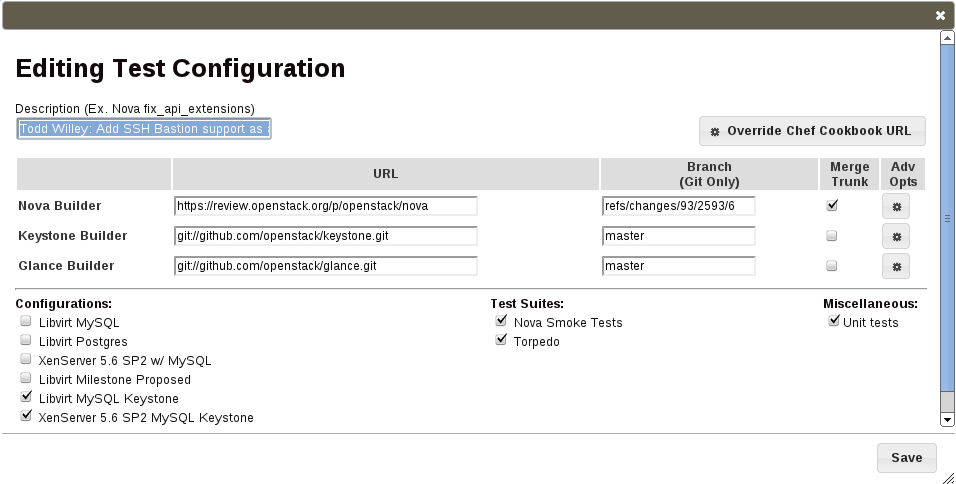 Editing Test Configuration
Description (Ex. Nova fix_api_extensions)
Todd Willey: Add SSH Bastion support as
Override Chef Cookbook URL
URL
Branch
(Git Only)
Merge
Trunk
Adv
Opts
Nova Builder https://review.openstack.org/p/openstack/nova refs/changes/93/2593/6
Keystone Builder git://github.com/openstack/keystone.git master
Glance Builder git://github.com/openstack/glance.git master
Configurations:
Libvirt MySQL
Libvirt Postgres
XenServer 5.6 SP2 w/ MySQL
Libvirt Milestone Proposed
Libvirt MySQL Keystone
XenServer 5.6 SP2 MySQL Keystone
Test Suites:
Nova Smoke Tests
Torpedo
Miscellaneous:
Unit tests
Save